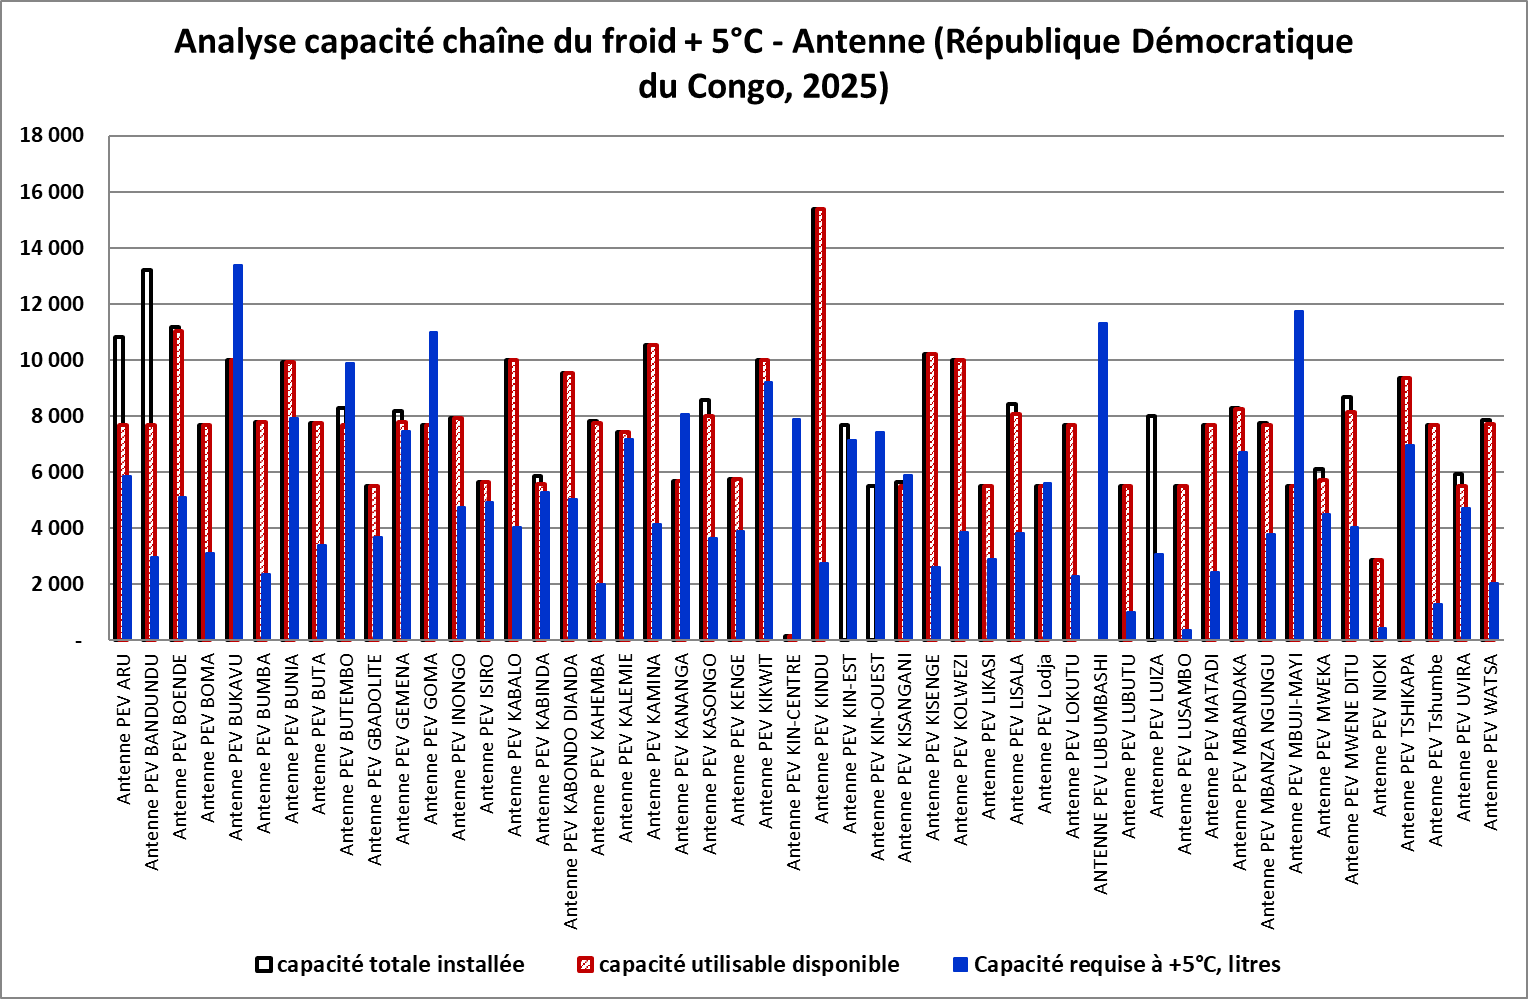 Analyse capacité chaîne du froid + 5°C - Antenne (République Démocratique
du Congo, 2025)
18 000
16 000
14 000
12 000
10 000
8 000
6 000
4 000
2 000
-
Antenne PEV ARU
Antenne PEV BANDUNDU
Antenne PEV BOENDE
Antenne PEV BOMA
Antenne PEV BUKAVU
Antenne PEV BUMBA
Antenne PEV BUNIA
Antenne PEV BUTA
Antenne PEV BUTEMBO
Antenne PEV GBADOLITE
Antenne PEV GEMENA
Antenne PEV GOMA
Antenne PEV INONGO
Antenne PEV ISIRO
Antenne PEV KABALO
Antenne PEV KABINDA
Antenne PEV KABONDO DIANDA
Antenne PEV KAHEMBA
Antenne PEV KALEMIE
Antenne PEV KAMINA
Antenne PEV KANANGA
Antenne PEV KASONGO
Antenne PEV KENGE
Antenne PEV KIKWIT
Antenne PEV KIN-CENTRE
Antenne PEV KINDU
Antenne PEV KIN-EST
Antenne PEV KIN-OUEST
Antenne PEV KISANGANI
Antenne PEV KISENGE
Antenne PEV KOLWEZI
Antenne PEV LIKASI
Antenne PEV LISALA
Antenne PEV Lodja
Antenne PEV LOKUTU
ANTENNE PEV LUBUMBASHI
Antenne PEV LUBUTU
Antenne PEV LUIZA
Antenne PEV LUSAMBO
Antenne PEV MATADI
Antenne PEV MBANDAKA
Antenne PEV MBANZA NGUNGU
Antenne PEV MBUJI-MAYI
Antenne PEV MWEKA
Antenne PEV MWENE DITU
Antenne PEV NIOKI
Antenne PEV TSHIKAPA
Antenne PEV Tshumbe
Antenne PEV UVIRA
Antenne PEV WATSA
capacité totale installée
capacité utilisable disponible
Capacité requise à +5°C, litres